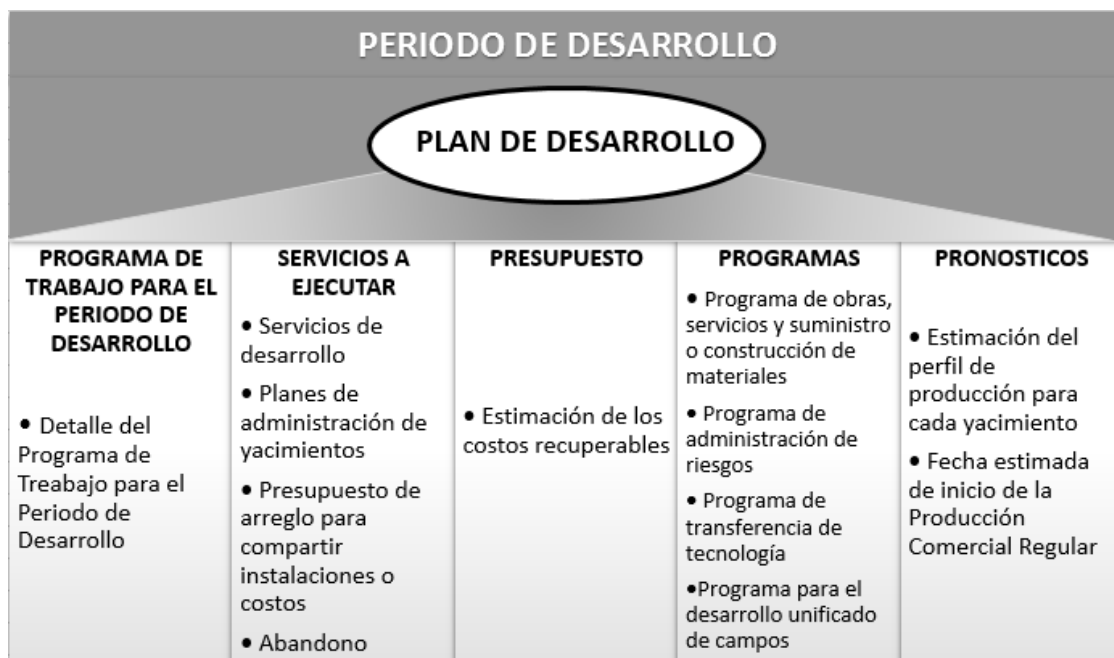 PERIODO DE DESARROLLO
PLAN DE DESARROLLO
PROGRAMA DE
TRABAJO PARA EL
PERIODO DE
DESARROLLO
• Detalle del
Programa de
Treabajo para el
Periodo de
Desarrollo
SERVICIOS A
EJECUTAR
• Servicios de
desarrollo
• Planes de
administración de
yacimientos
• Presupuesto de
arreglo para
compartir
instalaciones o
costos
• Abandono
PRESUPUESTO
• Estimación de los
costos recuperables
PROGRAMAS
• Programa de obras,
servicios y suministro
o construcción de
materiales
• Programa de
administración de
riesgos
• Programa de
transferencia de
tecnología
•Programa para el
desarrollo unificado
de campos
PRONOSTICOS
• Estimación del
perfil de
producción para
cada yacimiento
• Fecha estimada
de inicio de la
Producción
Comercial Regular